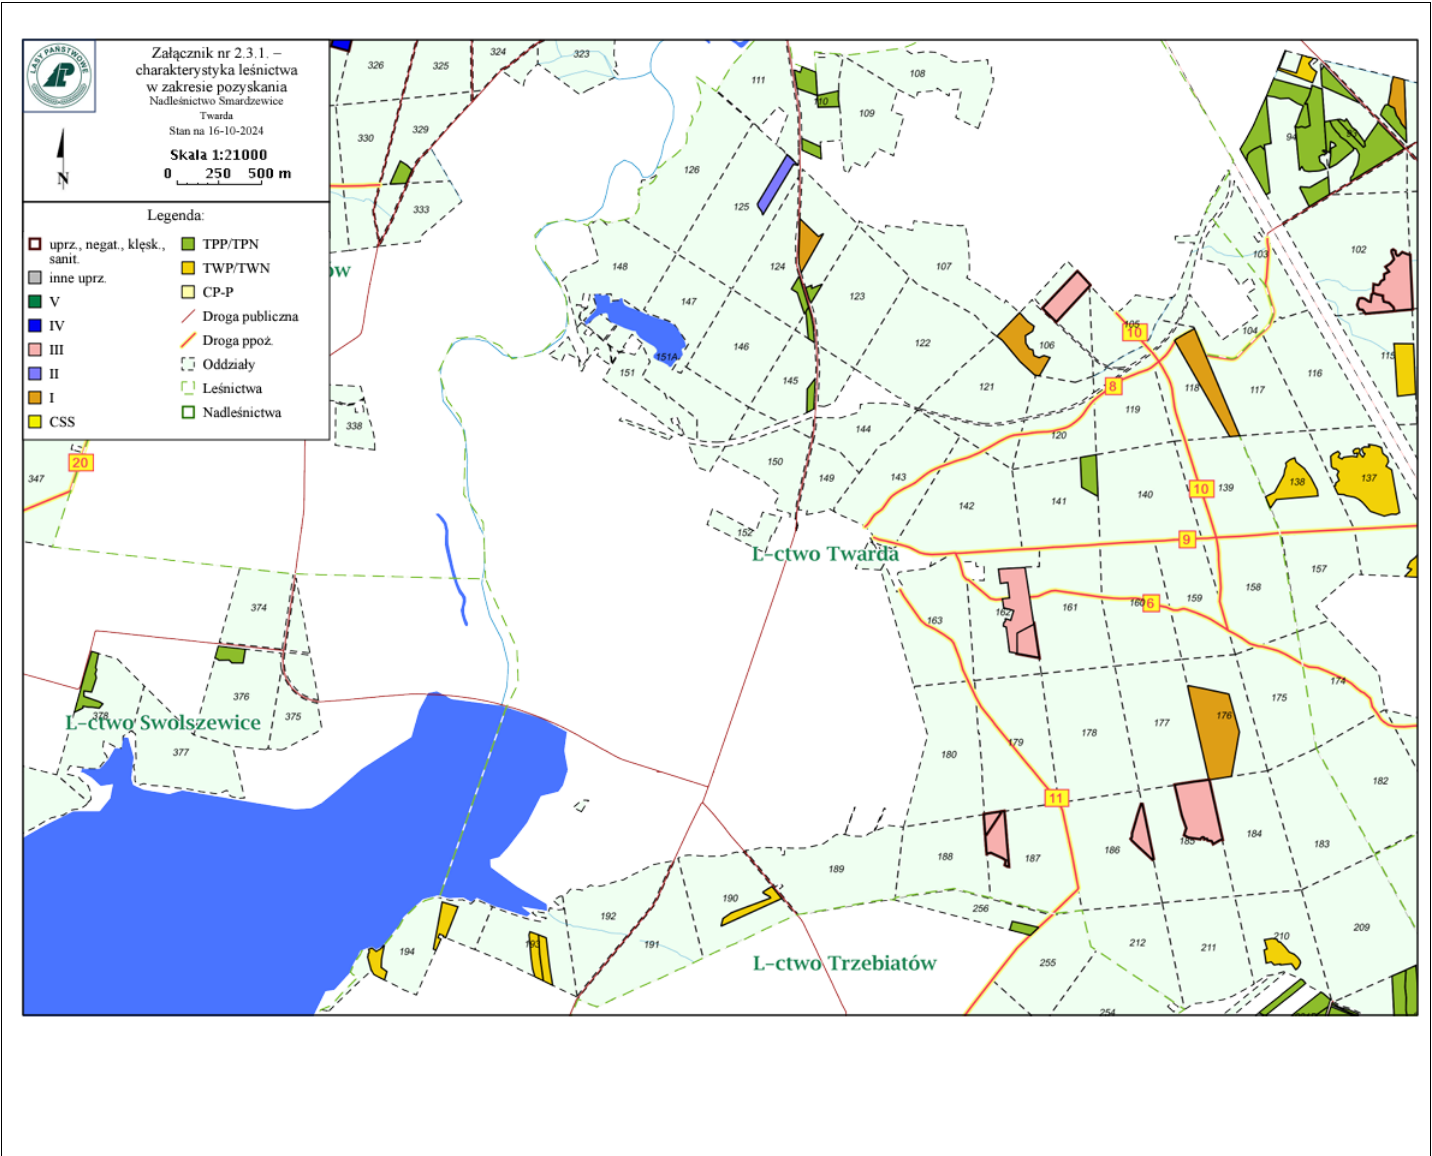 LASY PAŃSTWOWE
Załącznik nr 2.3.1. –
charakterystyka leśnictwa
w zakresie pozyskania
Nadleśnictwo Smardzewice
Twarda
Stan na 16-10-2024
Skala 1:21000
0 250 500 m
N
Legenda:
uprz., negat., klęsk.,
sanit.
inne uprz.
V
IV
III
II
I
CSS
TPP/TPN
TWP/TWN
CP-P
Droga publiczna
Droga ppoż.
Oddziały
Leśnictwa
Nadleśnictwa
326
325
324
323
330
329
333
ów
338
347
20
111
110
108
109
126
125
148
147
124
123
107
146
145
122
151A
151
144
150
149
143
152
121
106
105
10
8
119
120
118
117
116
115
104
103
102
94
93
142
141
140
10
139
138
137
9
L-ctwo Twarda
163
162
161
160
6
159
158
157
374
376
375
378
377
L-ctwo Swolszewice
180
179
178
177
176
175
174
11
182
188
187
186
185
184
183
189
190
192
191
193
194
256
255
254
212
211
210
209
L-ctwo Trzebiatów